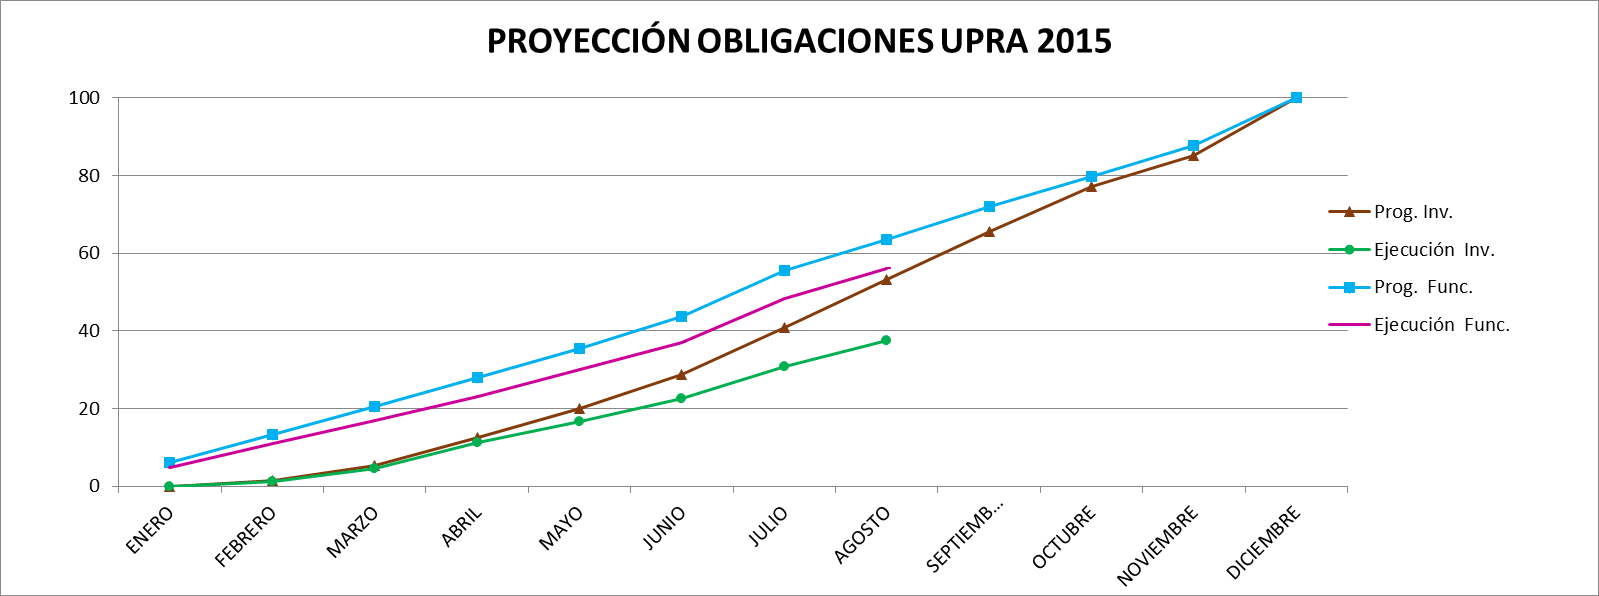 PROYECCIÓN OBLIGACIONES UPRA 2015
100
80
60
40
20
0
ENERO
FEBRERO
MARZO
ABRIL
MAYO
JUNIO
JULIO
AGOSTO
SEPTIEMB...
OCTUBRE
NOVIEMBRE
DICIEMBRE
Prog. Inv.
Ejecución Inv.
Prog. Func.
Ejecución Func.